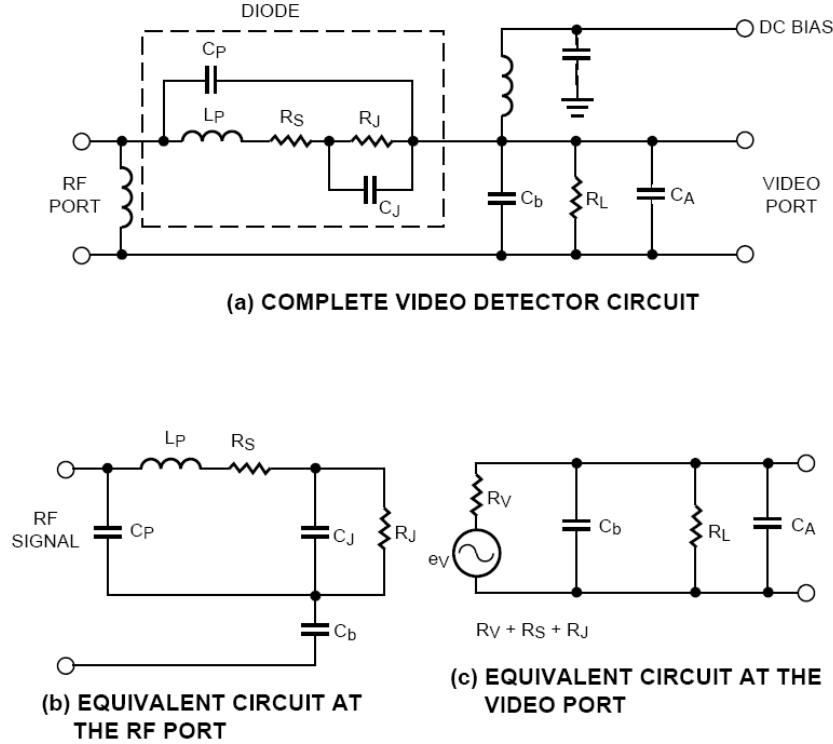 DIODE
DC BIAS
CP
LP
RS
RJ
CJ
RF
PORT
Cb
RL
CA
VIDEO
PORT
(a) COMPLETE VIDEO DETECTOR CIRCUIT
LP
RS
RF
SIGNAL
CP
CJ
RJ
Cb
(b) EQUIVALENT CIRCUIT AT
THE RF PORT
RV
eV
Cb
RL
CA
RV + RS + RJ
(c) EQUIVALENT CIRCUIT AT THE
VIDEO PORT